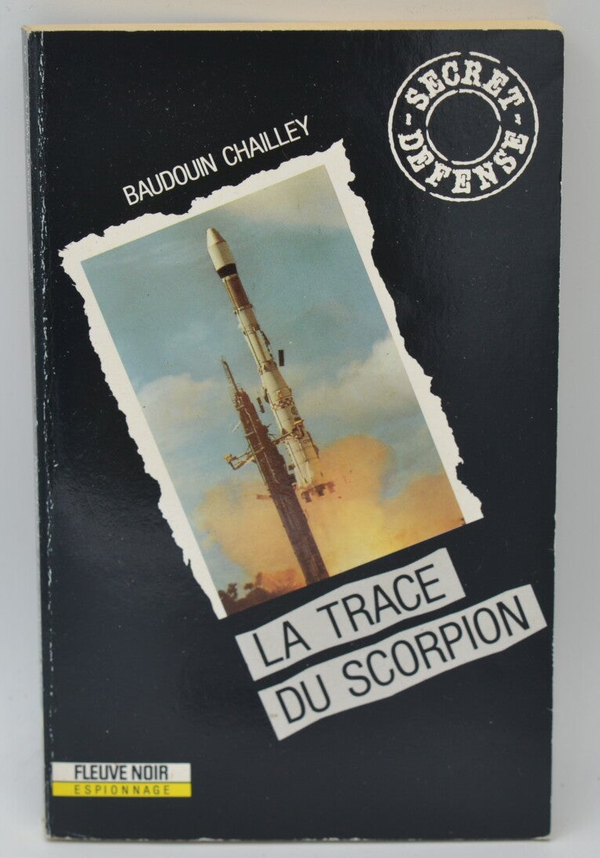 SECRET
DEFENSE
BAUDOUIN CHAILLEY
LA TRACE
DU SCORPION
FLEUVE NOIR
ESPIONNAGE